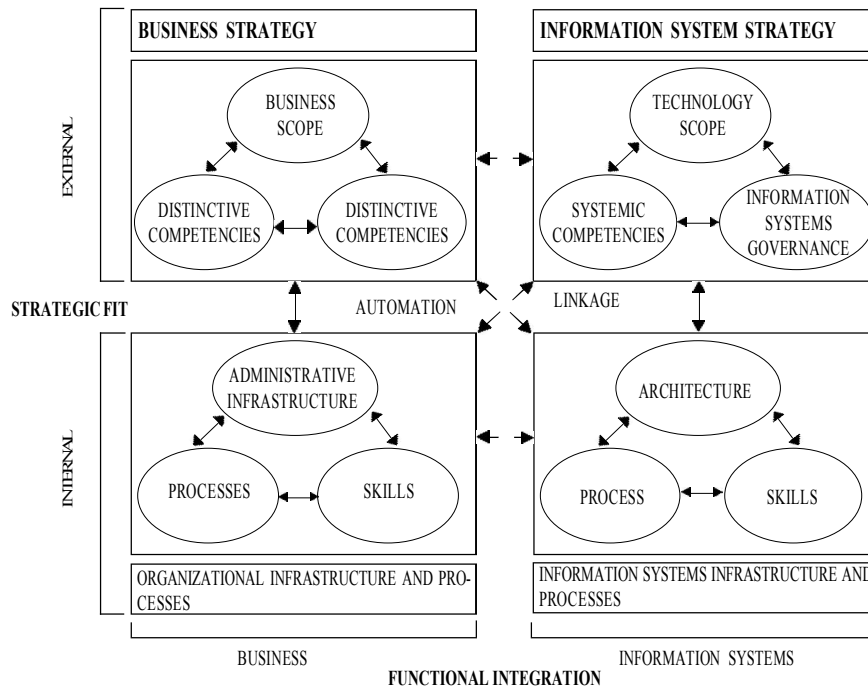 BUSINESS STRATEGY
INFORMATION SYSTEM STRATEGY
EXTERNAL
BUSINESS
SCOPE
DISTINCTIVE
COMPETENCIES
DISTINCTIVE
COMPETENCIES
TECHNOLOGY
SCOPE
SYSTEMIC
COMPETENCIES
INFORMATION
SYSTEMS
GOVERNANCE
STRATEGIC FIT
AUTOMATION
LINKAGE
INTERNAL
ADMINISTRATIVE
INFRASTRUCTURE
PROCESSES
SKILLS
ARCHITECTURE
PROCESS
SKILLS
ORGANIZATIONAL INFRASTRUCTURE AND PRO-
CESSES
INFORMATION SYSTEMS INFRASTRUCTURE AND
PROCESSES
BUSINESS
INFORMATION SYSTEMS
FUNCTIONAL INTEGRATION